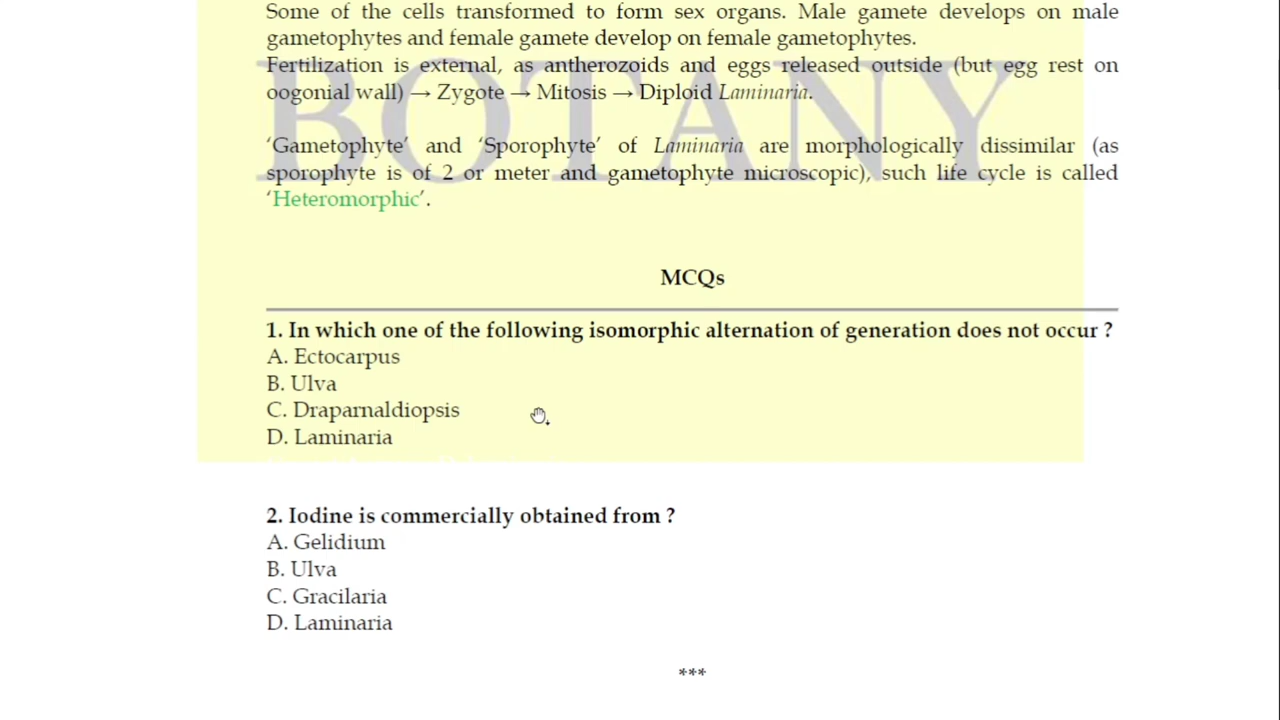 Some of the cells transformed to form sex organs. Male gamete develops on male
gametophytes and female gamete develop on female gametophytes.
Fertilization is external, as antherozoids and eggs released outside (but egg rest on
oogonial wall) → Zygote → Mitosis → Diploid Laminaria.
BOTANY
‘Gametophyte’ and ‘Sporophyte’ of Laminaria are morphologically dissimilar (as
sporophyte is of 2 or meter and gametophyte microscopic), such life cycle is called
‘Heteromorphic’.
MCQs
1. In which one of the following isomorphic alternation of generation does not occur ?
A. Ectocarpus
B. Ulva
C. Draparnaldiopsis
D. Laminaria
2. Iodine is commercially obtained from ?
A. Gelidium
B. Ulva
C. Gracilaria
D. Laminaria
***